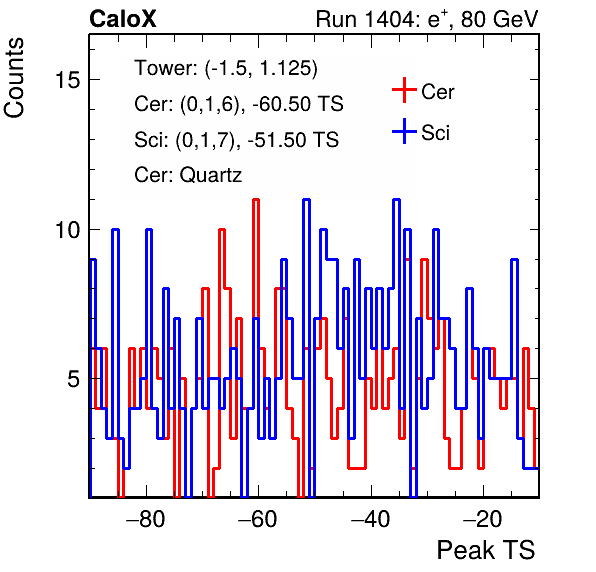 CaloX Run 1404: e⁺, 80 GeV
Counts
Tower: (-1.5, 1.125)
Cer: (0,1,6), -60.50 TS
Sci: (0,1,7), -51.50 TS
Cer: Quartz
Cer
Sci
15
10
5
−80 −60 −40 −20
Peak TS